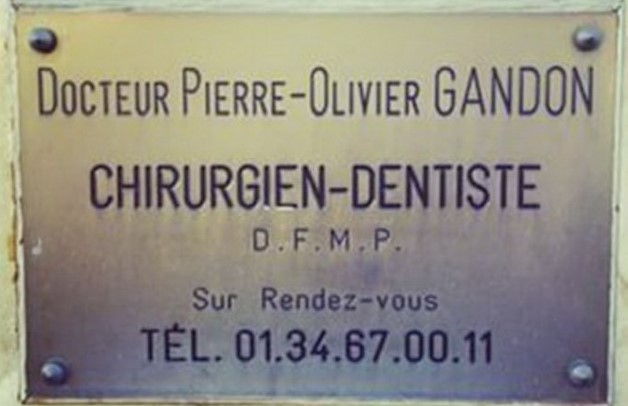 Docteur Pierre-Olivier GANDON
CHIRURGIEN-DENTISTE
D.F.M.P.
Sur Rendez-vous
TÉL. 01.34.67.00.11